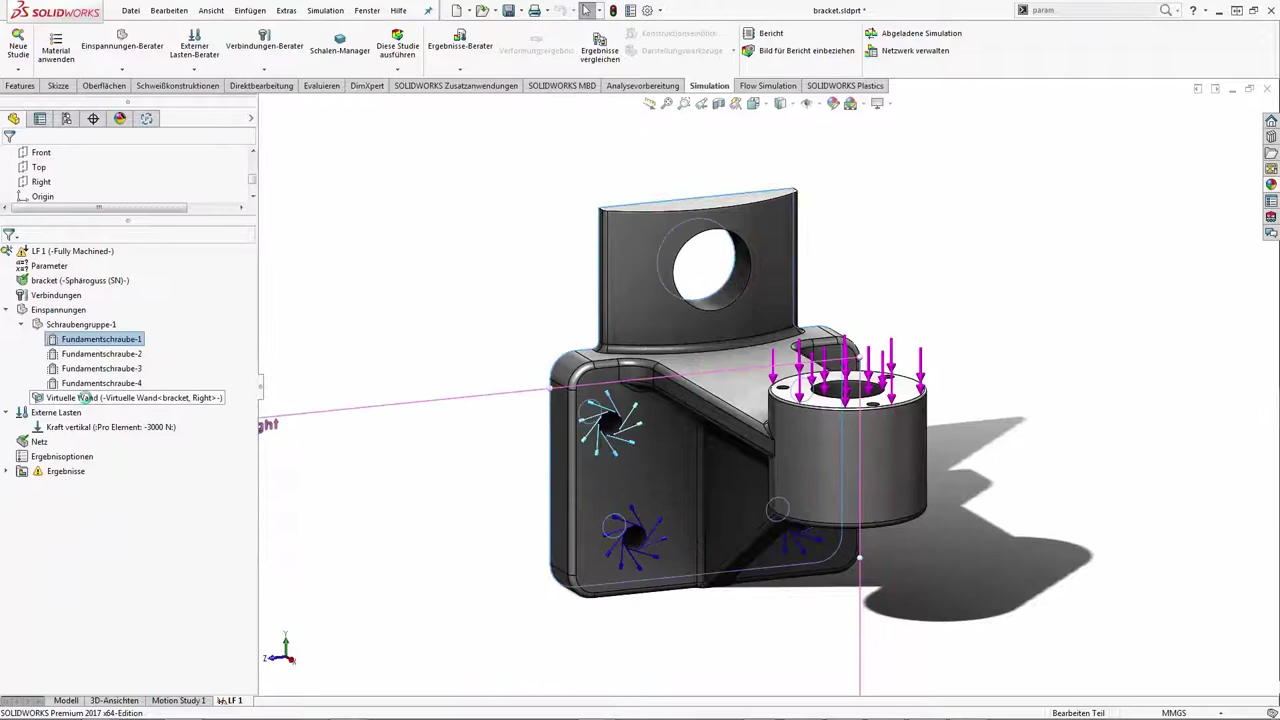 SOLIDWORKS Datei Bearbeiten Ansicht Einfügen Extras Simulation Fenster Hilfe bracket.sldprt * param
Neue Studie
Material anwenden
Einspannungen-Berater
Externer Lasten-Berater
Verbindungen-Berater
Schalen-Manager
Diese Studie ausführen
Ergebnisse-Berater
Ergebnisse vergleichen
Bericht
Bild für Bericht einbeziehen
Abgeladene Simulation
Netzwerk verwalten
Features Skizze Oberflächen Schweißkonstruktionen Direktbearbeitung Evaluieren DimXpert SOLIDWORKS Zusatzanwendungen SOLIDWORKS MBD Analysevorbereitung Simulation Flow Simulation SOLIDWORKS Plastics
Front
Top
Right
Origin
LF 1 (-Fully Machined-)
Parameter
bracket (-Sphäroguss (SN)-)
Verbindungen
Einspannungen
Schraubengruppe-1
Fundamentschraube-1
Fundamentschraube-2
Fundamentschraube-3
Fundamentschraube-4
Virtuelle Wand (-Virtuelle Wand<bracket, Right>-)
Externe Lasten
Kraft vertikal (:Pro Element: -3000 N:)
Netz
Ergebnisoptionen
Ergebnisse
ght
Y
Z
Modell 3D-Ansichten Motion Study 1 LF 1
SOLIDWORKS Premium 2017 x64-Edition Bearbeiten Teil MMGS